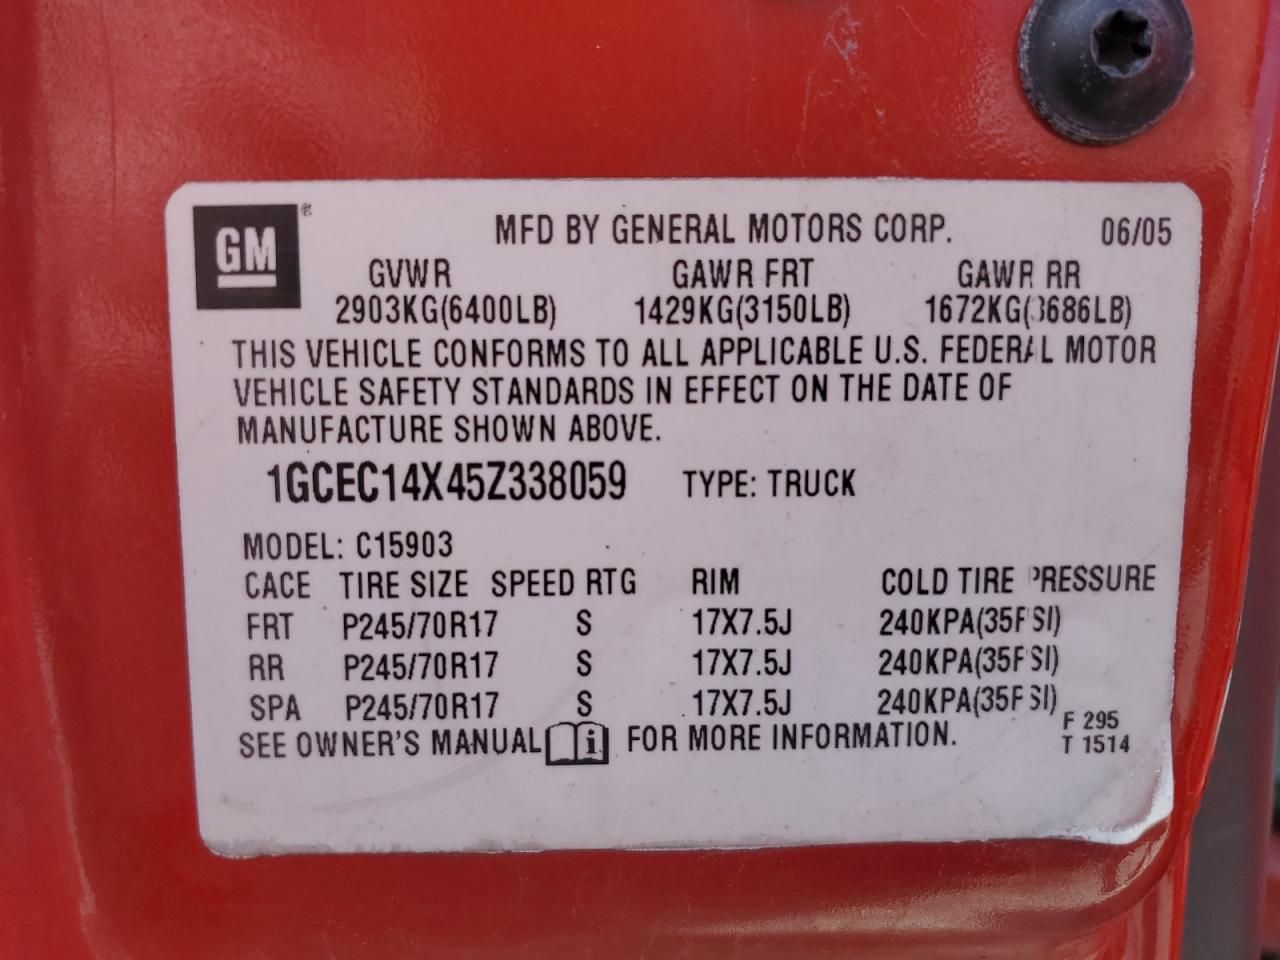 GM® MFD BY GENERAL MOTORS CORP. 06/05
GVWR GAWR FRT GAWR RR
2903KG(6400LB) 1429KG(3150LB) 1672KG(3686LB)
THIS VEHICLE CONFORMS TO ALL APPLICABLE U.S. FEDERAL MOTOR
VEHICLE SAFETY STANDARDS IN EFFECT ON THE DATE OF
MANUFACTURE SHOWN ABOVE.
1GCEC14X45Z338059 TYPE: TRUCK
MODEL: C15903
CACE TIRE SIZE SPEED RTG RIM COLD TIRE PRESSURE
FRT P245/70R17 S 17X7.5J 240KPA(35PSI)
RR P245/70R17 S 17X7.5J 240KPA(35PSI)
SPA P245/70R17 S 17X7.5J 240KPA(35PSI)
SEE OWNER'S MANUAL i FOR MORE INFORMATION.
F 295
T 1514